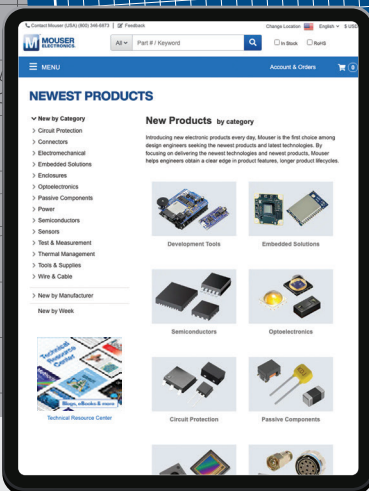 Contact Mouser (USA) (800) 346-6873 | Feedback
Change Location English $ USD
MOUSER
ELECTRONICS
All Part # / Keyword In Stock RoHS
MENU Account & Orders 0
NEWEST PRODUCTS
New by Category
Circuit Protection
Connectors
Electromechanical
Embedded Solutions
Enclosures
Optoelectronics
Passive Components
Power
Semiconductors
Sensors
Test & Measurement
Thermal Management
Tools & Supplies
Wire & Cable
New by Manufacturer
New by Week
Technical
Resource
Center
Blogs, eBooks & more
Technical Resource Center
New Products by category
Introducing new electronic products every day, Mouser is the first choice among
design engineers seeking the newest products and latest technologies. By
focusing on delivering the newest technologies and newest products, Mouser
helps engineers obtain a clear edge in product features, longer product lifecycles.
Development Tools
Embedded Solutions
Semiconductors
Optoelectronics
Circuit Protection
Passive Components